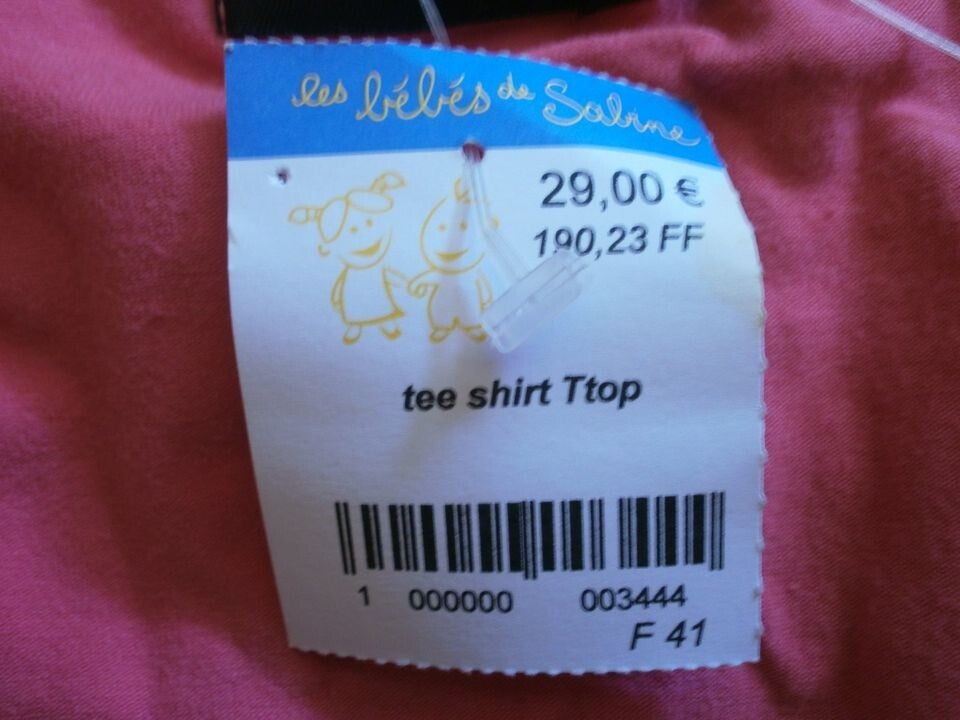 les bébés de Sabine
29,00 €
190,23 FF
tee shirt Ttop
1 000000 003444
F 41